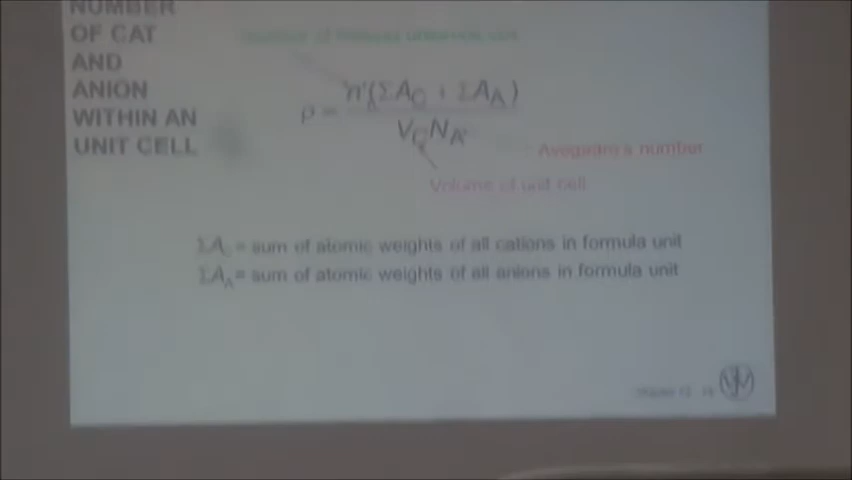 NUMBER
OF CAT
AND
ANION
WITHIN AN
UNIT CELL
ρ = n'(ΣA_C + ΣA_A) / V_C N_A
Avogadro's number
Volume of unit cell
ΣA_C = sum of atomic weights of all cations in formula unit
ΣA_A = sum of atomic weights of all anions in formula unit